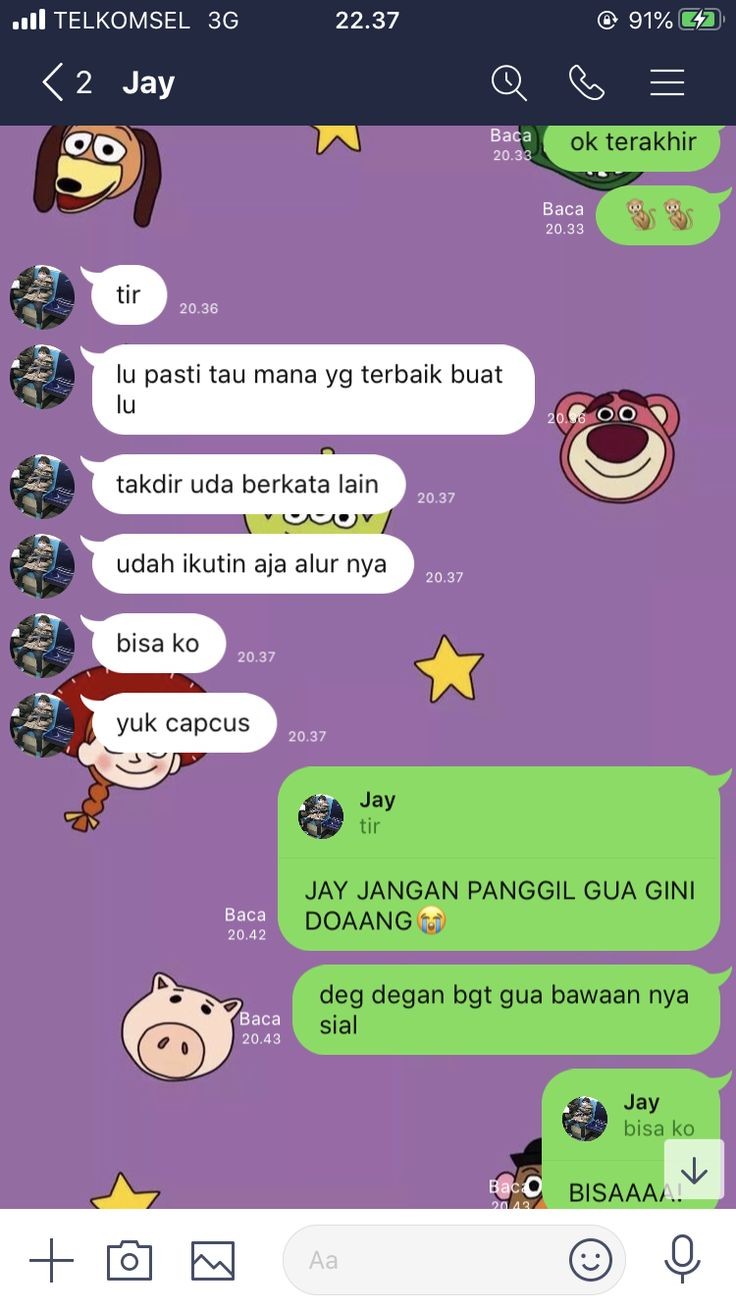 TELKOMSEL 3G 22.37 91%
2 Jay
Baca ok terakhir
20.33
Baca
20.33
tir
20.36
lu pasti tau mana yg terbaik buat
lu
20.36
takdir uda berkata lain
20.37
udah ikutin aja alur nya
20.37
bisa ko
20.37
yuk capcus
20.37
Jay
tir
JAY JANGAN PANGGIL GUA GINI
DOAANG😭
Baca
20.42
deg degan bgt gua bawaan nya
sial
Baca
20.43
Jay
bisa ko
Baca BISAAAA!
20.43
Aa